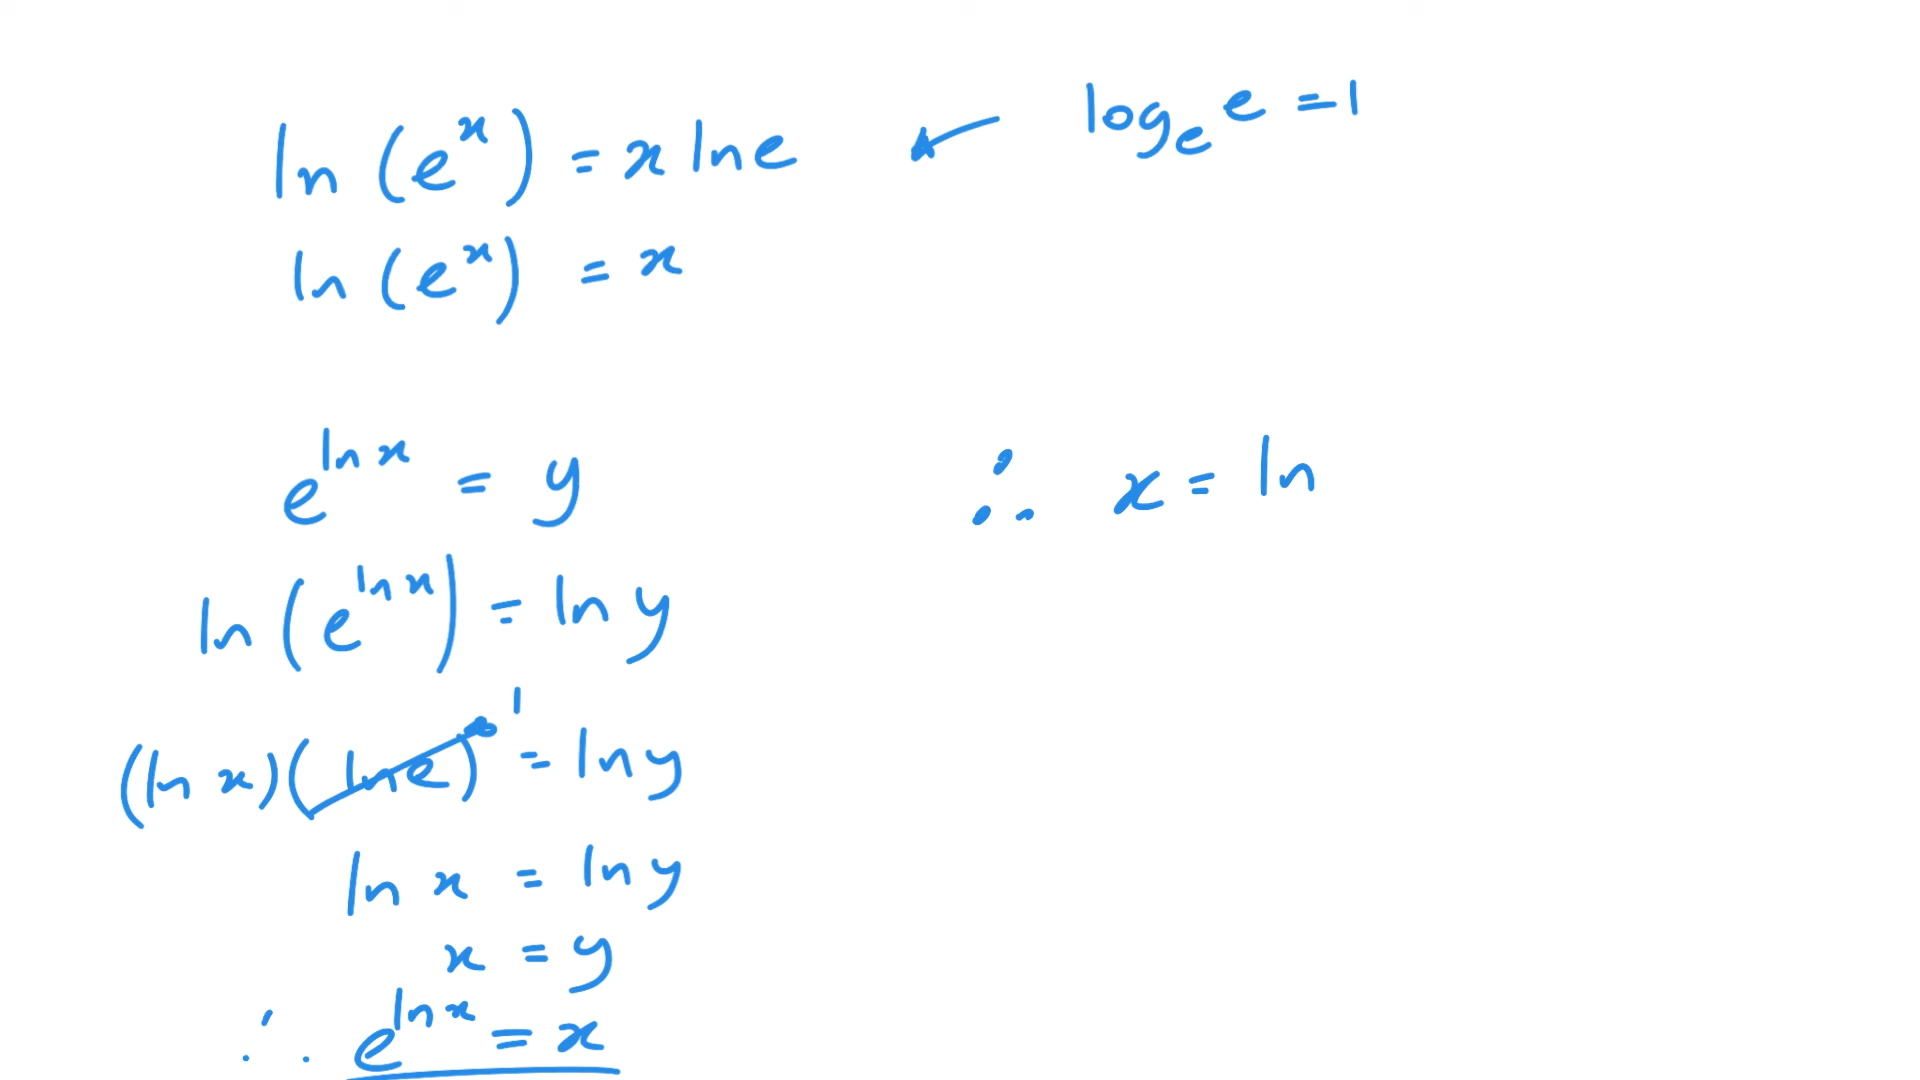 ln (e^x) = x ln e ← log_e e = 1
ln (e^x) = x
e^{ln x} = y ∴ x = ln
ln (e^{ln x}) = ln y
(ln x)(ln e)^1 = ln y
ln x = ln y
x = y
∴ e^{ln x} = x